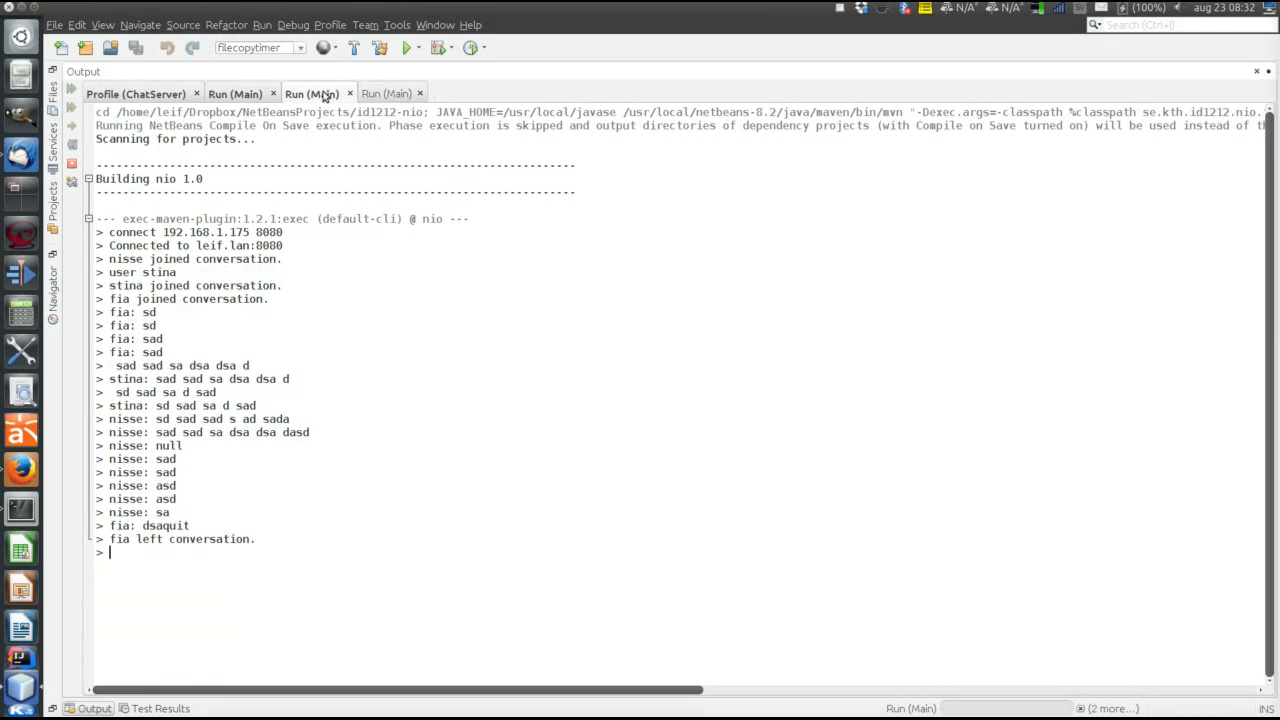 File Edit View Navigate Source Refactor Run Debug Profile Team Tools Window Help
N/A N/A (100%) aug 23 08:32
filecopytimer
Search (Ctrl+I)
Output
Profile (ChatServer) Run (Main) Run (Main) Run (Main)
cd /home/leif/Dropbox/NetBeansProjects/id1212-nio; JAVA_HOME=/usr/local/javase /usr/local/netbeans-8.2/java/maven/bin/mvn "-Dexec.args=-classpath %classpath se.kth.id1212.nio.
Running NetBeans Compile On Save execution. Phase execution is skipped and output directories of dependency projects (with Compile on Save turned on) will be used instead of
Scanning for projects...
------------------------------------------------------------------------
Building nio 1.0
------------------------------------------------------------------------
--- exec-maven-plugin:1.2.1:exec (default-cli) @ nio ---
> connect 192.168.1.175 8080
> Connected to leif.lan:8080
> nisse joined conversation.
> user stina
> stina joined conversation.
> fia joined conversation.
> fia: sd
> fia: sd
> fia: sad
> fia: sad
>  sad sad sa dsa dsa d
> stina: sad sad sa dsa dsa d
>  sd sad sa d sad
> stina: sd sad sa d sad
> nisse: sd sad sad s ad sada
> nisse: sad sad sa dsa dsa dasd
> nisse: null
> nisse: sad
> nisse: sad
> nisse: asd
> nisse: asd
> nisse: sa
> fia: dsaquit
> fia left conversation.
>
Files
Services
Projects
Navigator
Output Test Results
Run (Main) (2 more...) INS